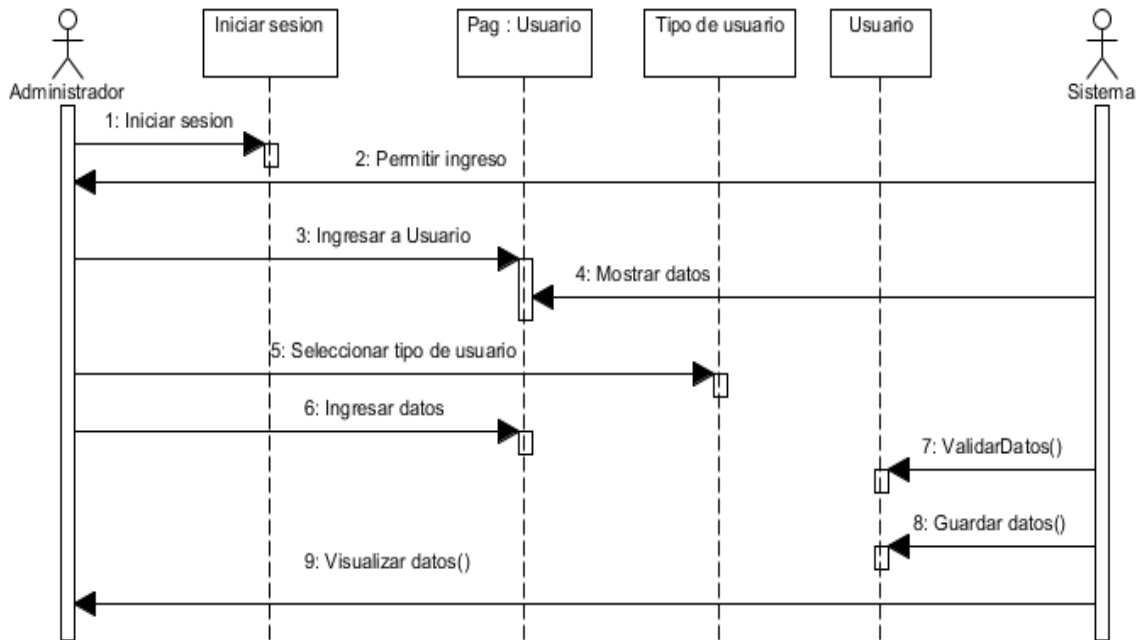 Iniciar sesion
Pag : Usuario
Tipo de usuario
Usuario
Administrador
Sistema
1: Iniciar sesion
2: Permitir ingreso
3: Ingresar a Usuario
4: Mostrar datos
5: Seleccionar tipo de usuario
6: Ingresar datos
7: ValidarDatos()
8: Guardar datos()
9: Visualizar datos()